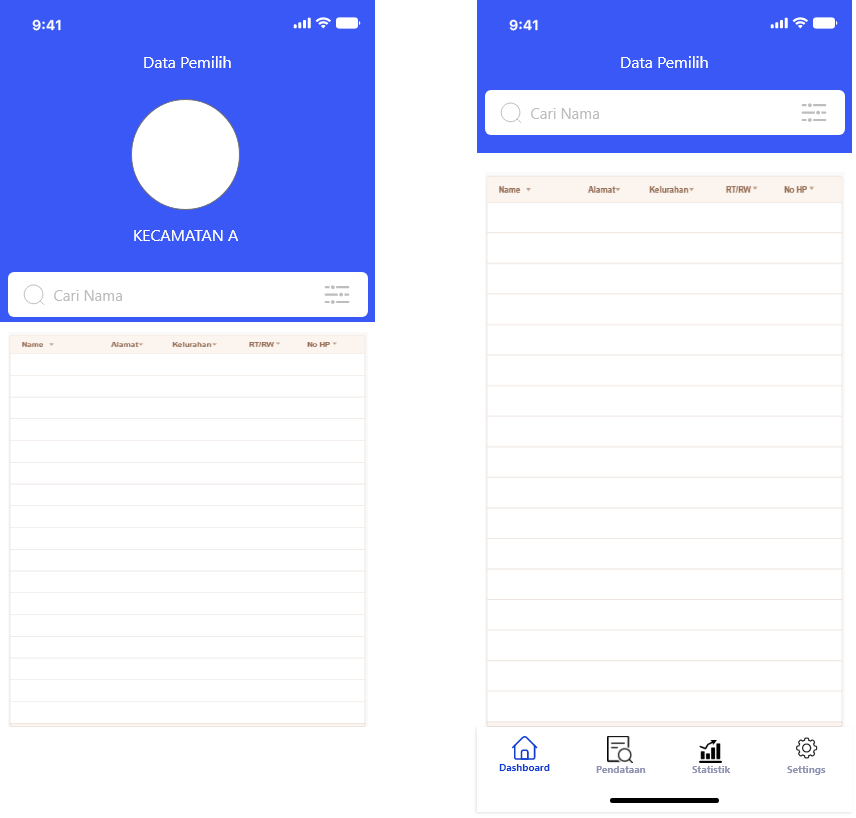 9:41
Data Pemilih
KECAMATAN A
Cari Nama
Name Alamat Kelurahan RT/RW No HP
9:41
Data Pemilih
Cari Nama
Name Alamat Kelurahan RT/RW No HP
Dashboard Pendataan Statistik Settings